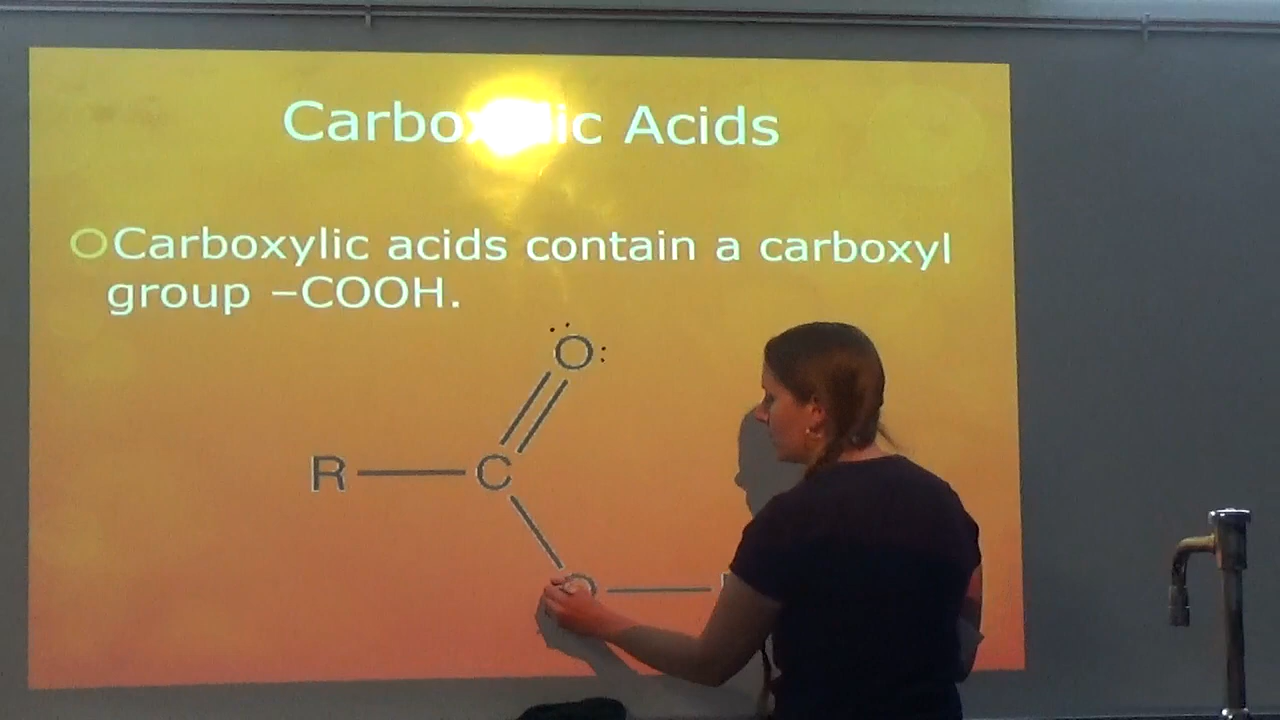 Carboxylic Acids
Carboxylic acids contain a carboxyl
group –COOH.
O
R C
O